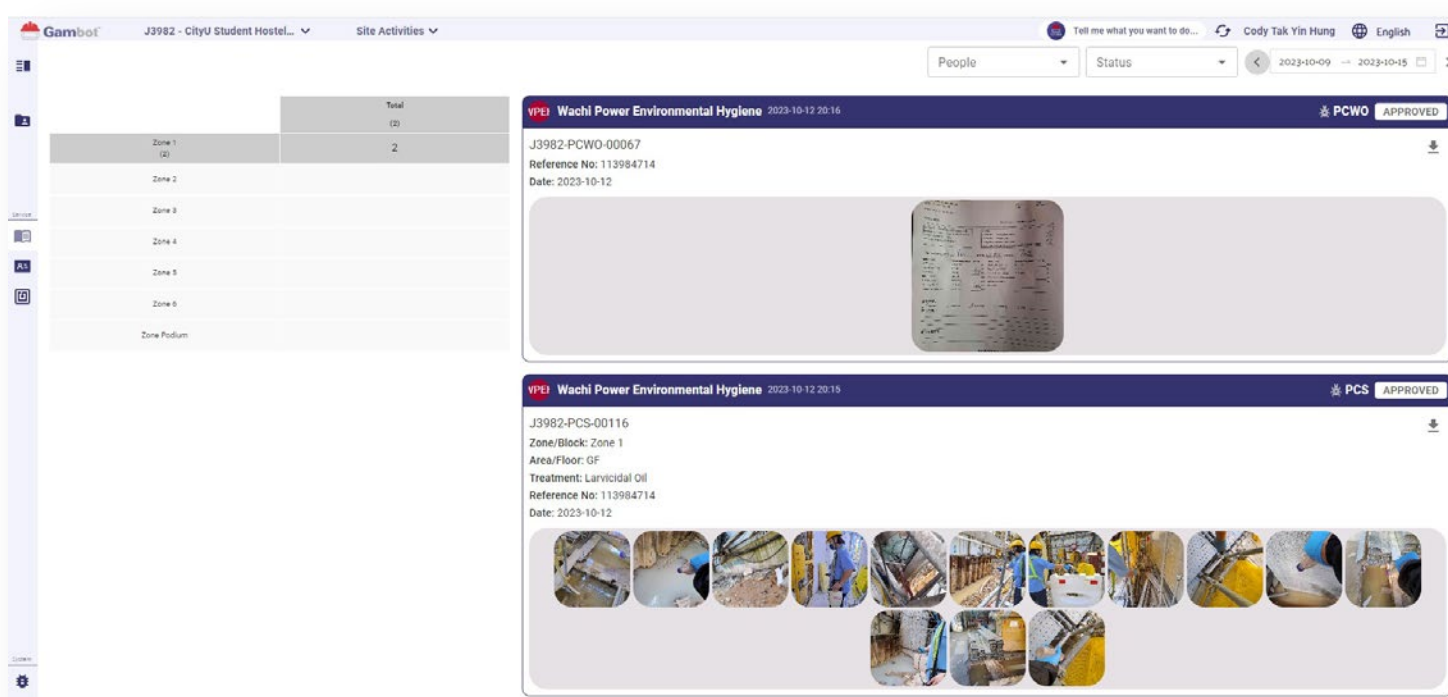 Gambot
J3982 - CityU Student Hostel...
Site Activities
Tell me what you want to do...
Cody Tak Yin Hung
English
People
Status
2023-10-09 → 2023-10-15
Total
(2)
Zone 1
(2)
2
Zone 2
Zone 3
Zone 4
Zone 5
Zone 6
Zone Podium
Wachi Power Environmental Hygiene 2023-10-12 20:16
PCWO APPROVED
J3982-PCWO-00067
Reference No: 113984714
Date: 2023-10-12
Wachi Power Environmental Hygiene 2023-10-12 20:15
PCS APPROVED
J3982-PCS-00116
Zone/Block: Zone 1
Area/Floor: GF
Treatment: Larvicidal Oil
Reference No: 113984714
Date: 2023-10-12